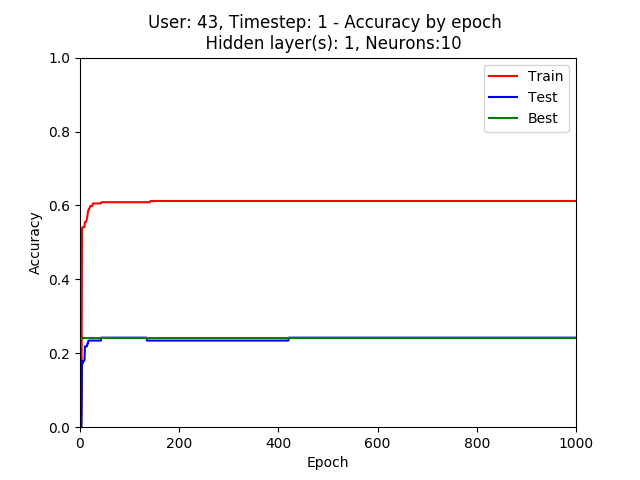 User: 43, Timestep: 1 - Accuracy by epoch
Hidden layer(s): 1, Neurons:10
1.0
0.8
0.6
0.4
0.2
0.0
Accuracy
Train
Test
Best
0 200 400 600 800 1000
Epoch